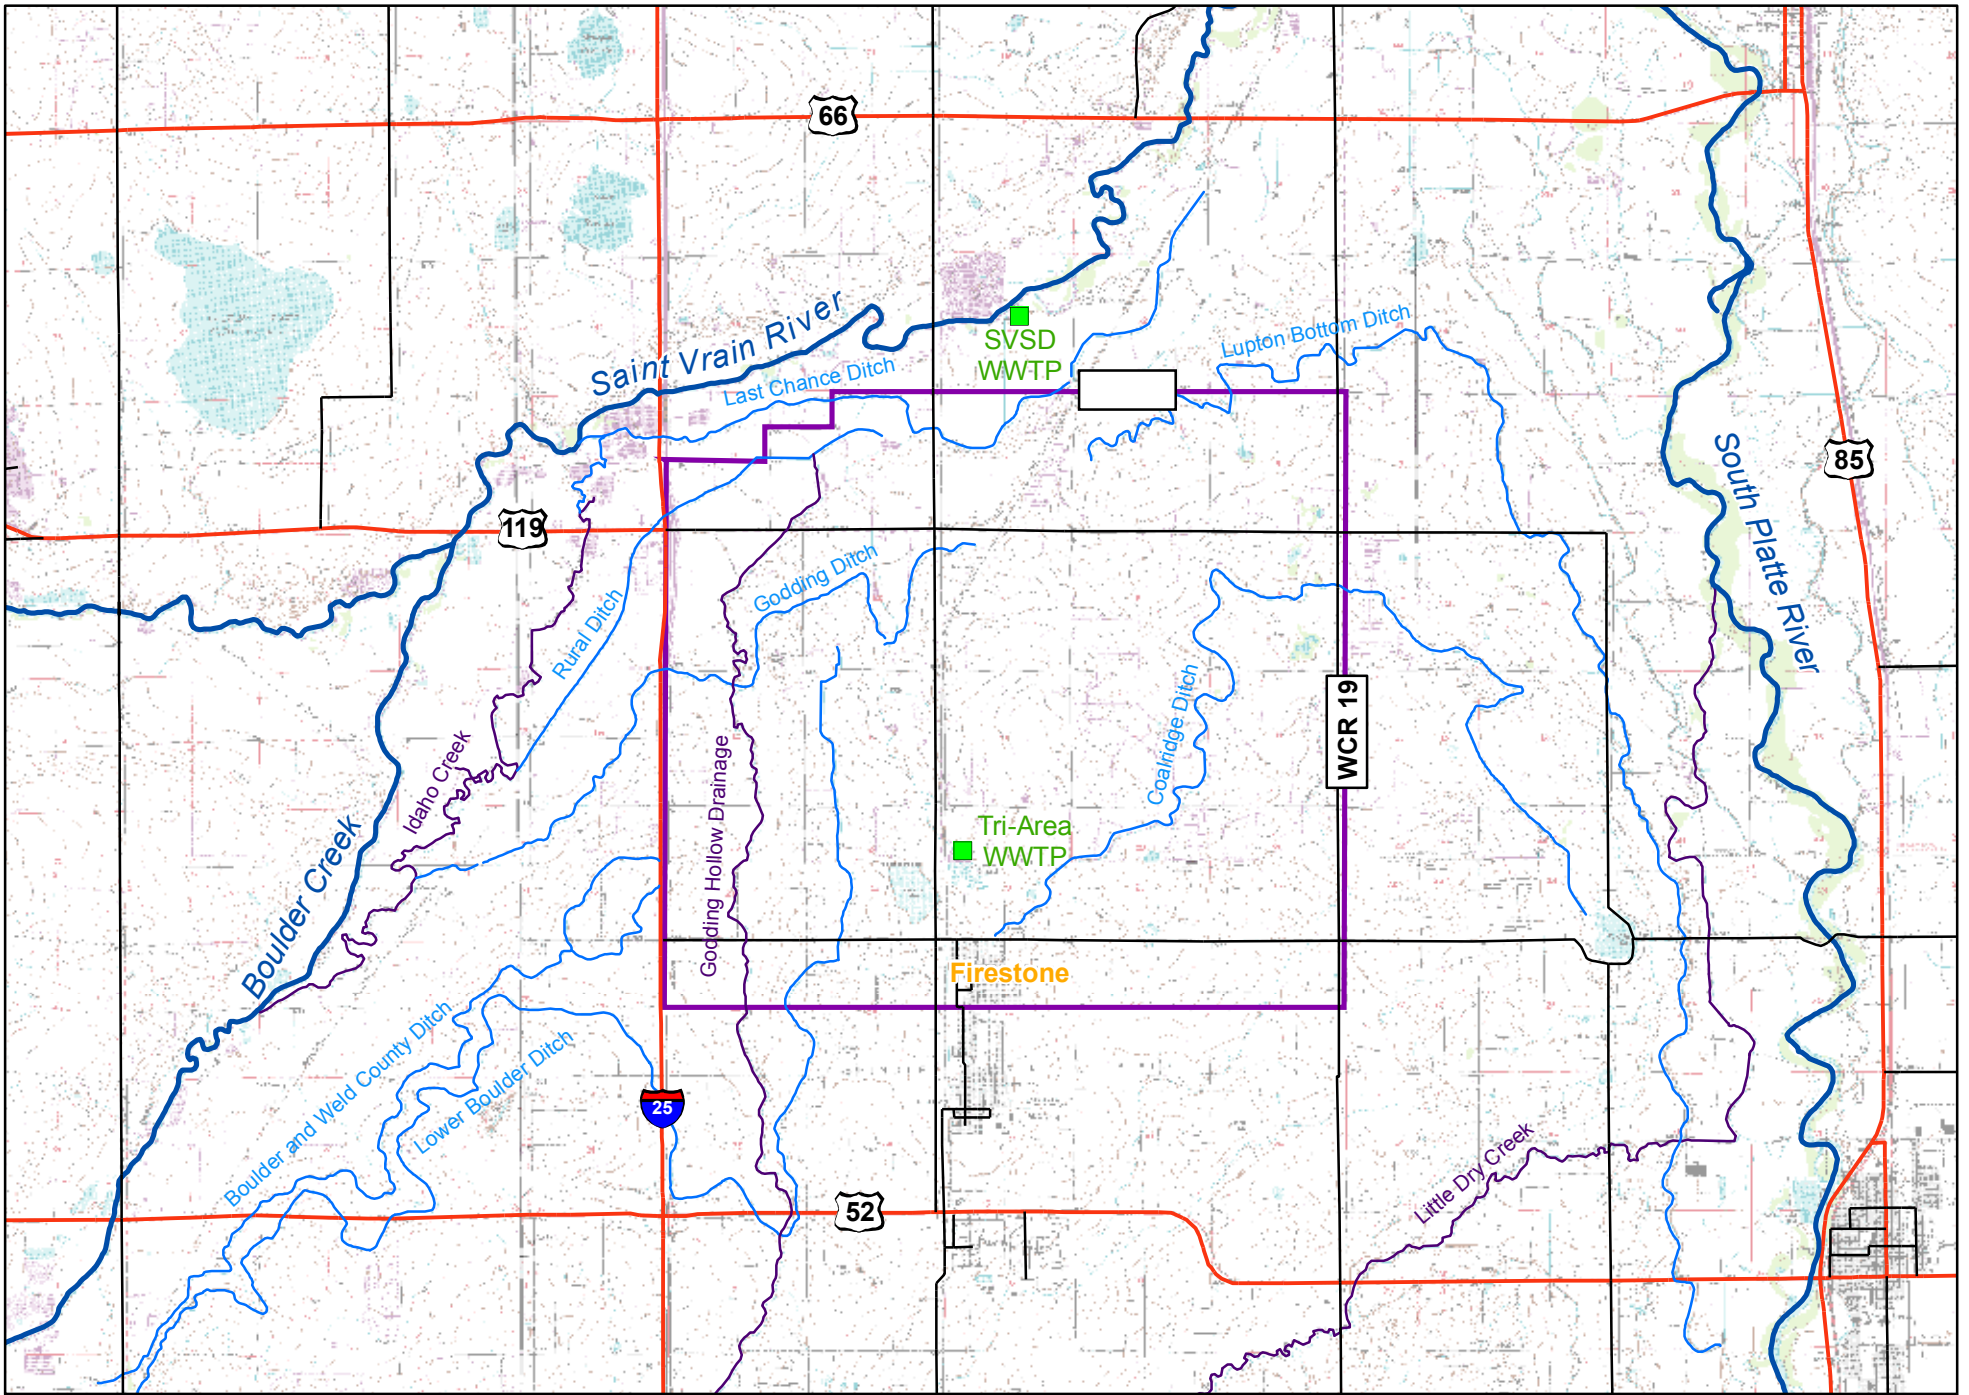 66
Saint Vrain River
SVSD
WWTP
Lupton Bottom Ditch
Last Chance Ditch
South Platte River
85
119
Godding Ditch
Rural Ditch
Coalridge Ditch
WCR 19
Idaho Creek
Gooding Hollow Drainage
Tri-Area
WWTP
Boulder Creek
Firestone
Boulder and Weld County Ditch
Lower Boulder Ditch
25
Little Dry Creek
52